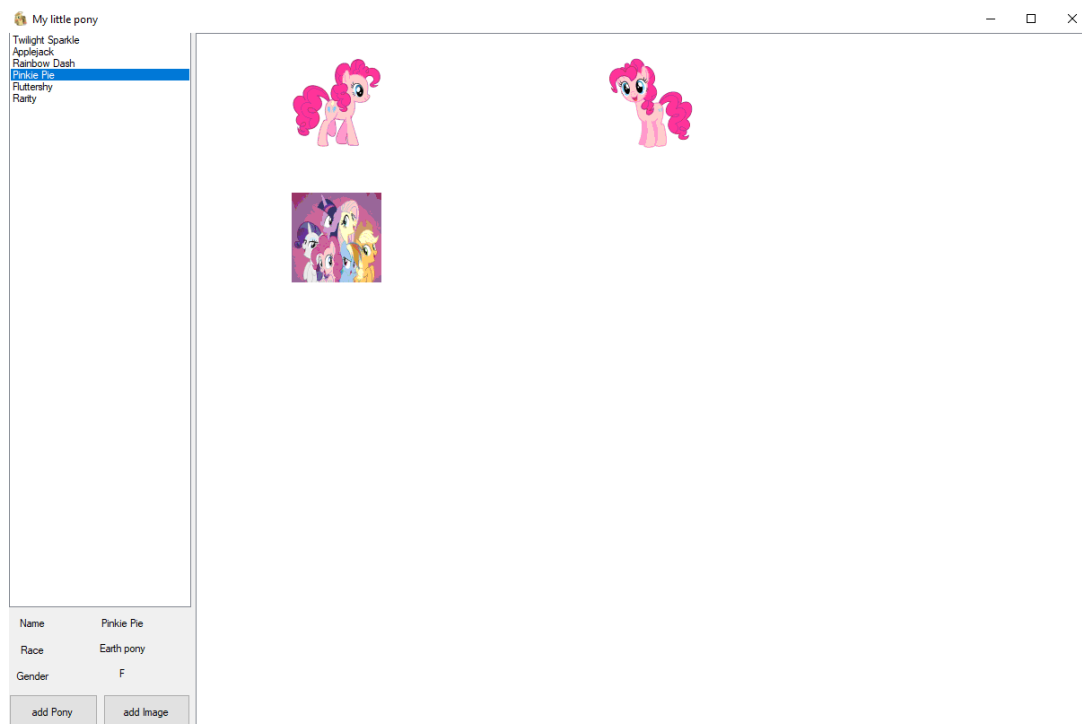 My little pony
Twilight Sparkle
Applejack
Rainbow Dash
Pinkie Pie
Fluttershy
Rarity
Name Pinkie Pie
Race Earth pony
Gender F
add Pony add Image